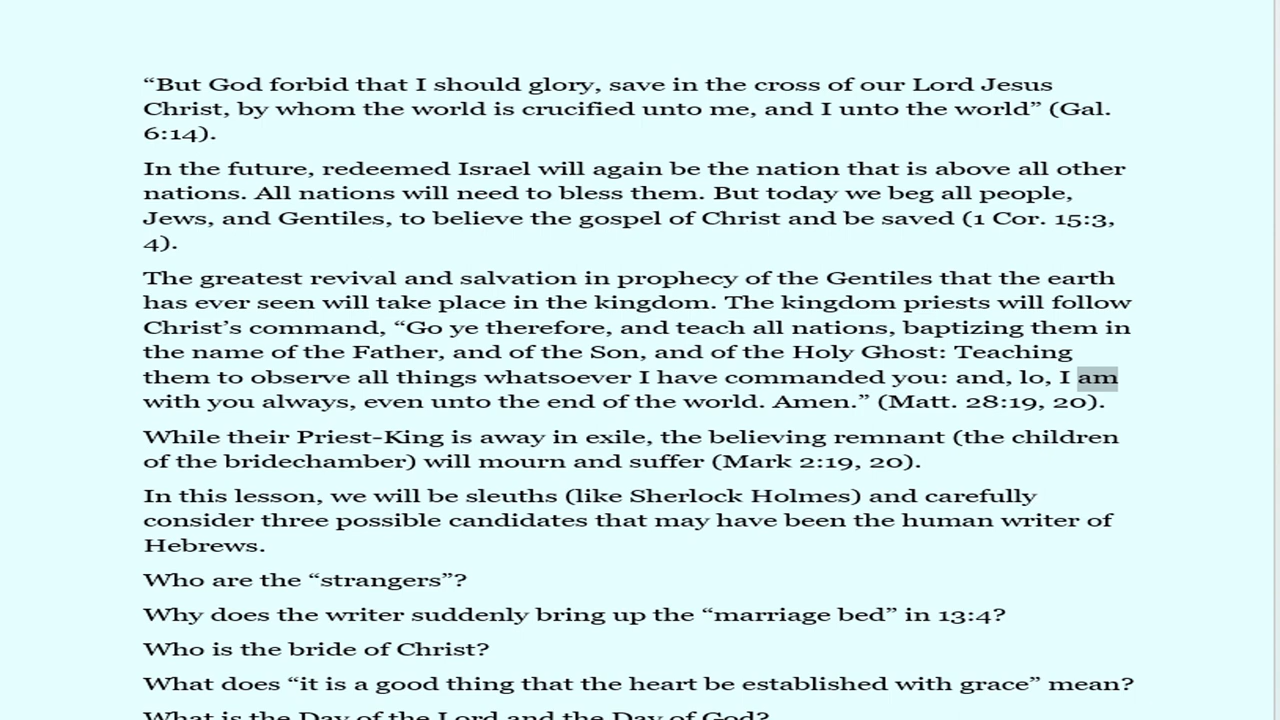 “But God forbid that I should glory, save in the cross of our Lord Jesus
Christ, by whom the world is crucified unto me, and I unto the world” (Gal.
6:14).
In the future, redeemed Israel will again be the nation that is above all other
nations. All nations will need to bless them. But today we beg all people,
Jews, and Gentiles, to believe the gospel of Christ and be saved (1 Cor. 15:3,
4).
The greatest revival and salvation in prophecy of the Gentiles that the earth
has ever seen will take place in the kingdom. The kingdom priests will follow
Christ’s command, “Go ye therefore, and teach all nations, baptizing them in
the name of the Father, and of the Son, and of the Holy Ghost: Teaching
them to observe all things whatsoever I have commanded you: and, lo, I am
with you always, even unto the end of the world. Amen.” (Matt. 28:19, 20).
While their Priest-King is away in exile, the believing remnant (the children
of the bridechamber) will mourn and suffer (Mark 2:19, 20).
In this lesson, we will be sleuths (like Sherlock Holmes) and carefully
consider three possible candidates that may have been the human writer of
Hebrews.
Who are the “strangers”?
Why does the writer suddenly bring up the “marriage bed” in 13:4?
Who is the bride of Christ?
What does “it is a good thing that the heart be established with grace” mean?
What is the Day of the Lord and the Day of God?